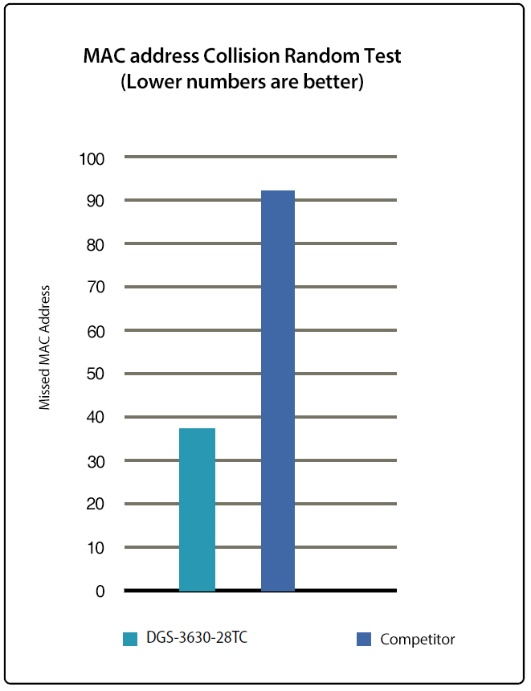 MAC address Collision Random Test
(Lower numbers are better)
Missed MAC Address
100
90
80
70
60
50
40
30
20
10
0
DGS-3630-28TC
Competitor